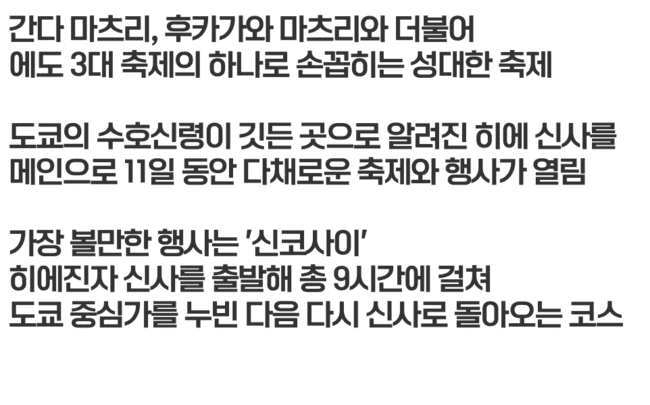 간다 마츠리, 후카가와 마츠리와 더불어
에도 3대 축제의 하나로 손꼽히는 성대한 축제
도쿄의 수호신령이 깃든 곳으로 알려진 히에 신사를
메인으로 11일 동안 다채로운 축제와 행사가 열림
가장 볼만한 행사는 '신코사이'
히에진자 신사를 출발해 총 9시간에 걸쳐
도쿄 중심가를 누빈 다음 다시 신사로 돌아오는 코스